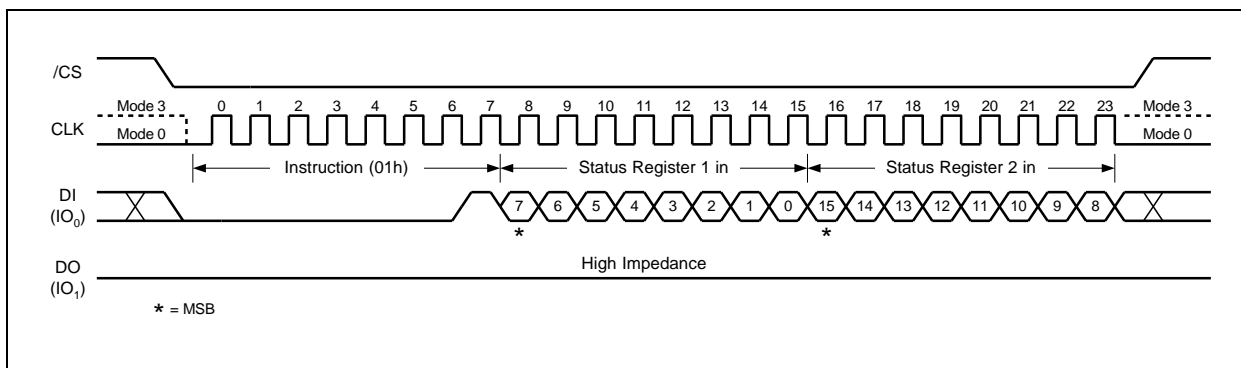 /CS
Mode 3 0 1 2 3 4 5 6 7 8 9 10 11 12 13 14 15 16 17 18 19 20 21 22 23 Mode 3
CLK
Mode 0 Mode 0
Instruction (01h) Status Register 1 in Status Register 2 in
DI
(IO₀)
7 6 5 4 3 2 1 0 15 14 13 12 11 10 9 8
* *
High Impedance
DO
(IO₁)
* = MSB